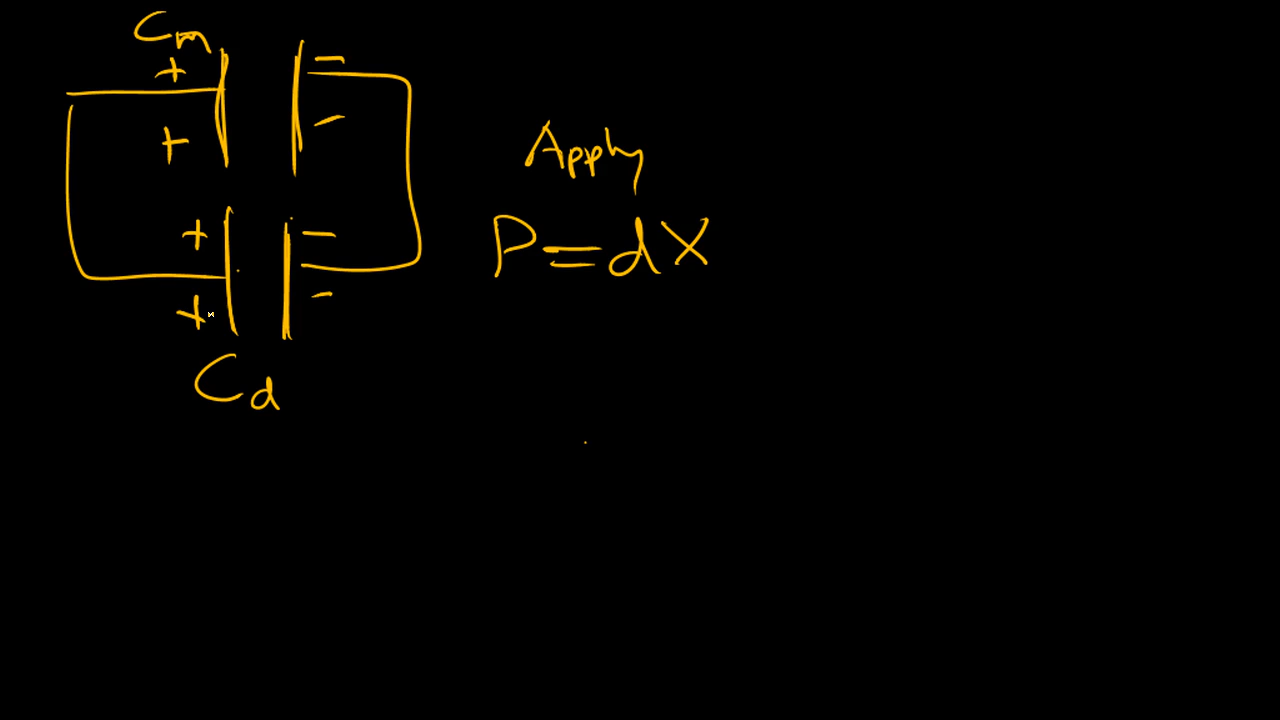 Cm
+ −
+ −
Apply
P=dX
+ −
+ −
Cd